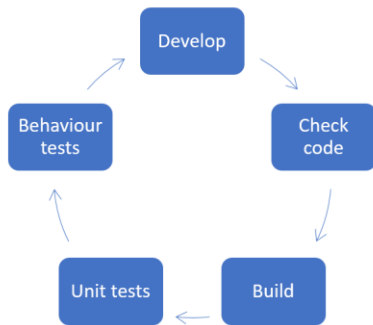 Develop
Check
code
Build
Unit tests
Behaviour
tests